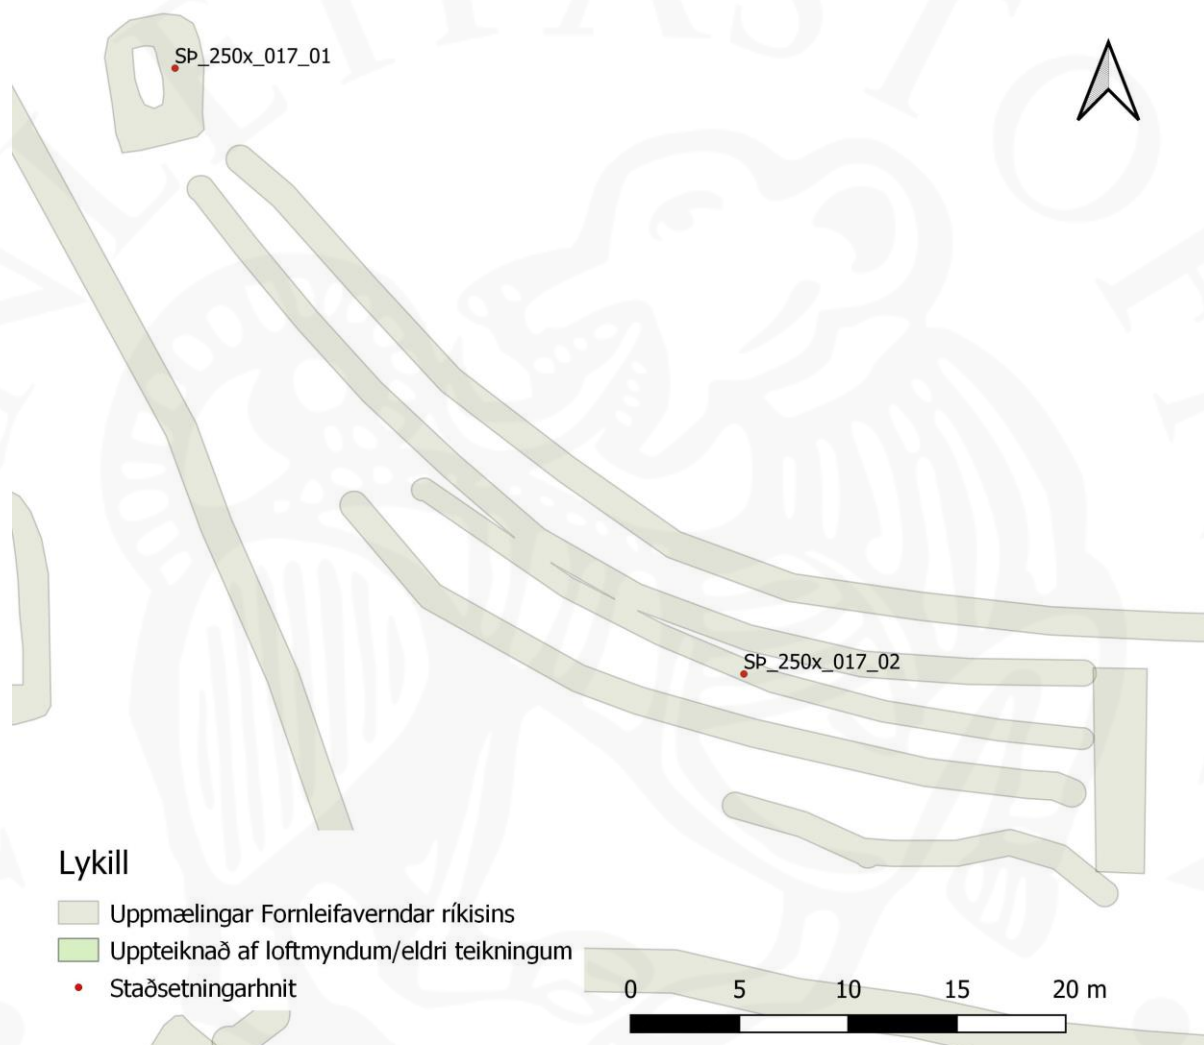 SÞ_250x_017_01
SÞ_250x_017_02
Lykill
Uppmælingar Fornleifaverndar ríkisins
Uppteiknað af loftmyndum/eldri teikningum
Staðsetningarhnit
0 5 10 15 20 m